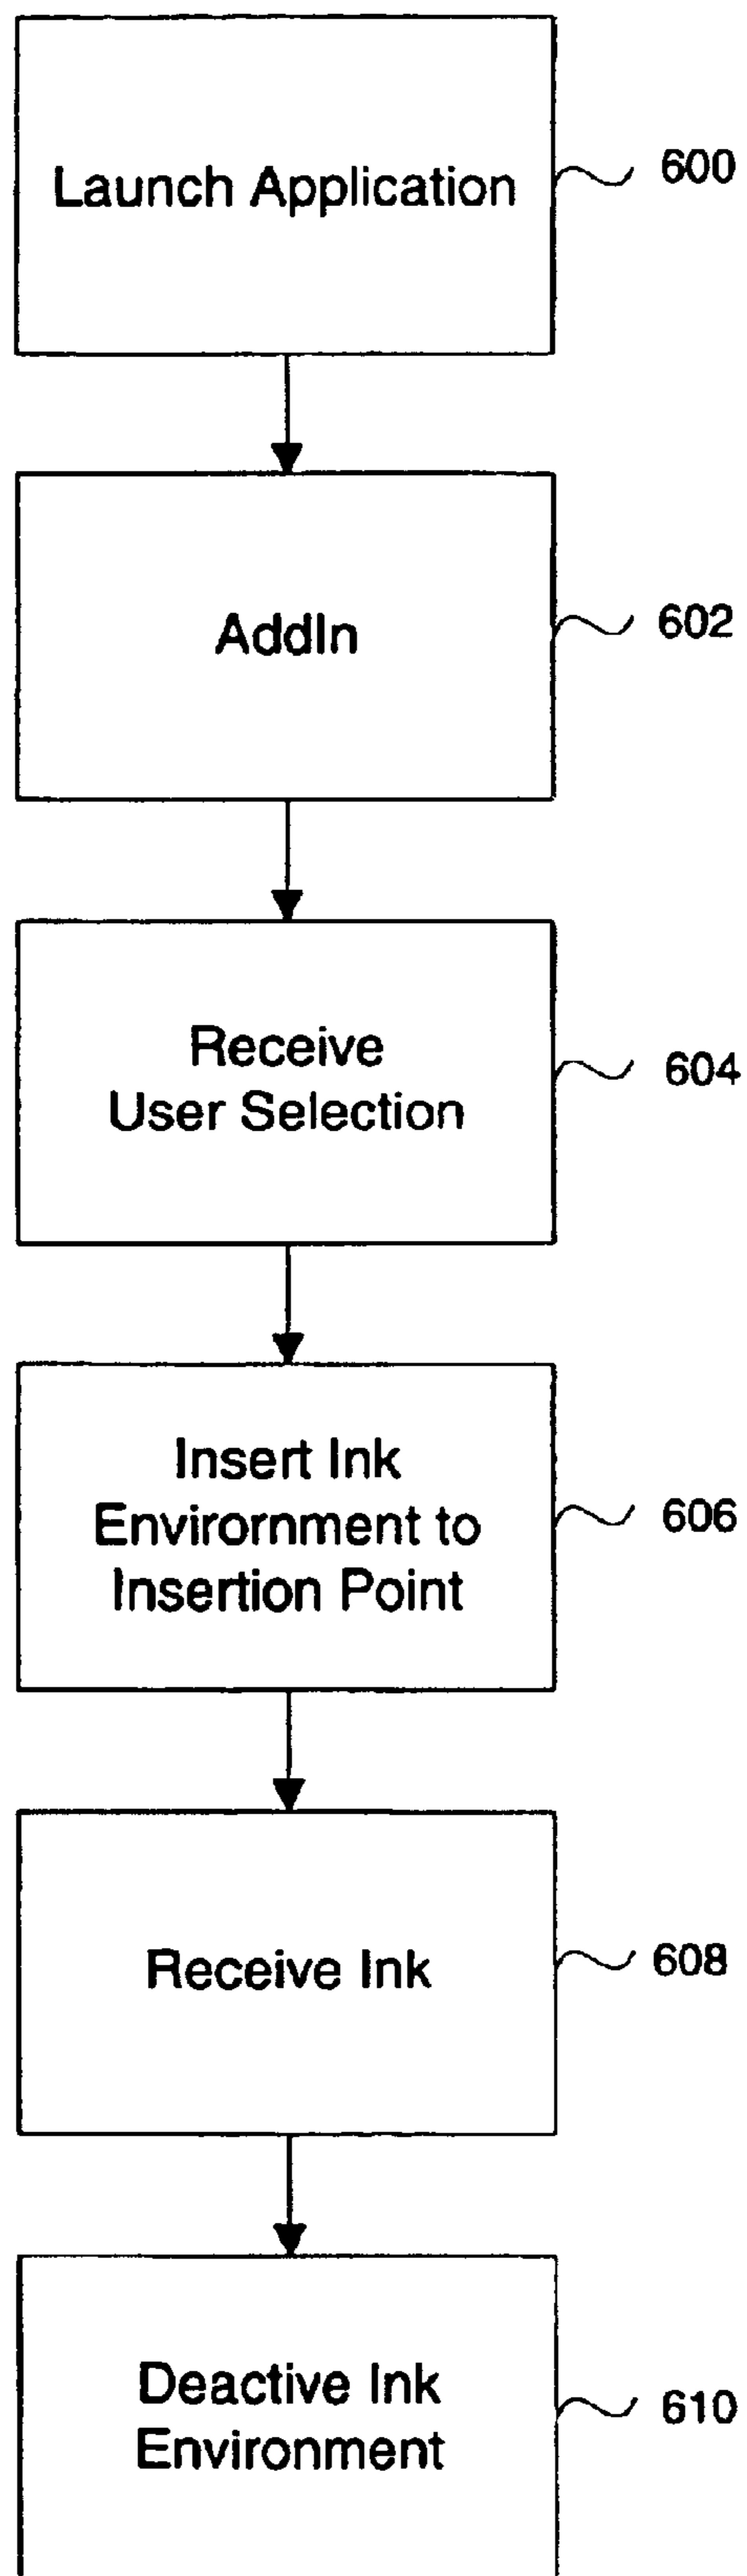 Launch Application
600
AddIn
602
Receive
User Selection
604
Insert Ink
Envirornment to
Insertion Point
606
Receive Ink
608
Deactive Ink
Environment
610